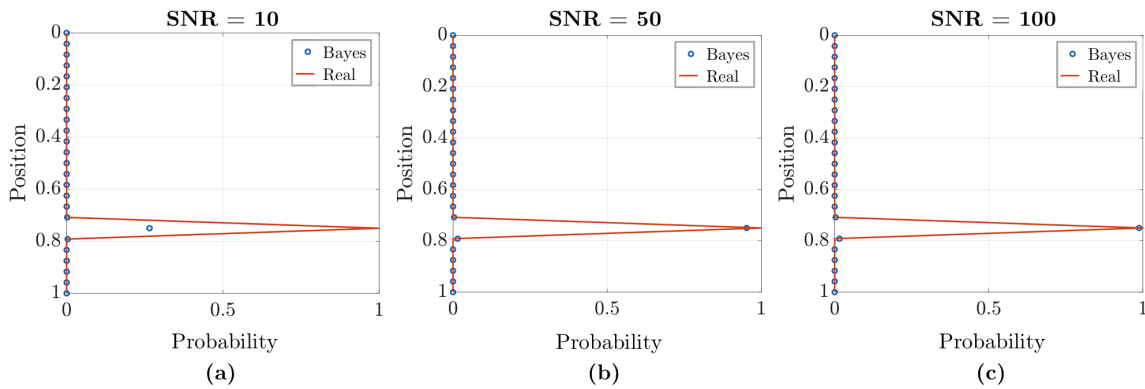 SNR = 10
Position
0
0.2
0.4
0.6
0.8
1
Bayes
Real
0
0.5
1
Probability
(a)
SNR = 50
Position
0
0.2
0.4
0.6
0.8
1
Bayes
Real
0
0.5
1
Probability
(b)
SNR = 100
Position
0
0.2
0.4
0.6
0.8
1
Bayes
Real
0
0.5
1
Probability
(c)